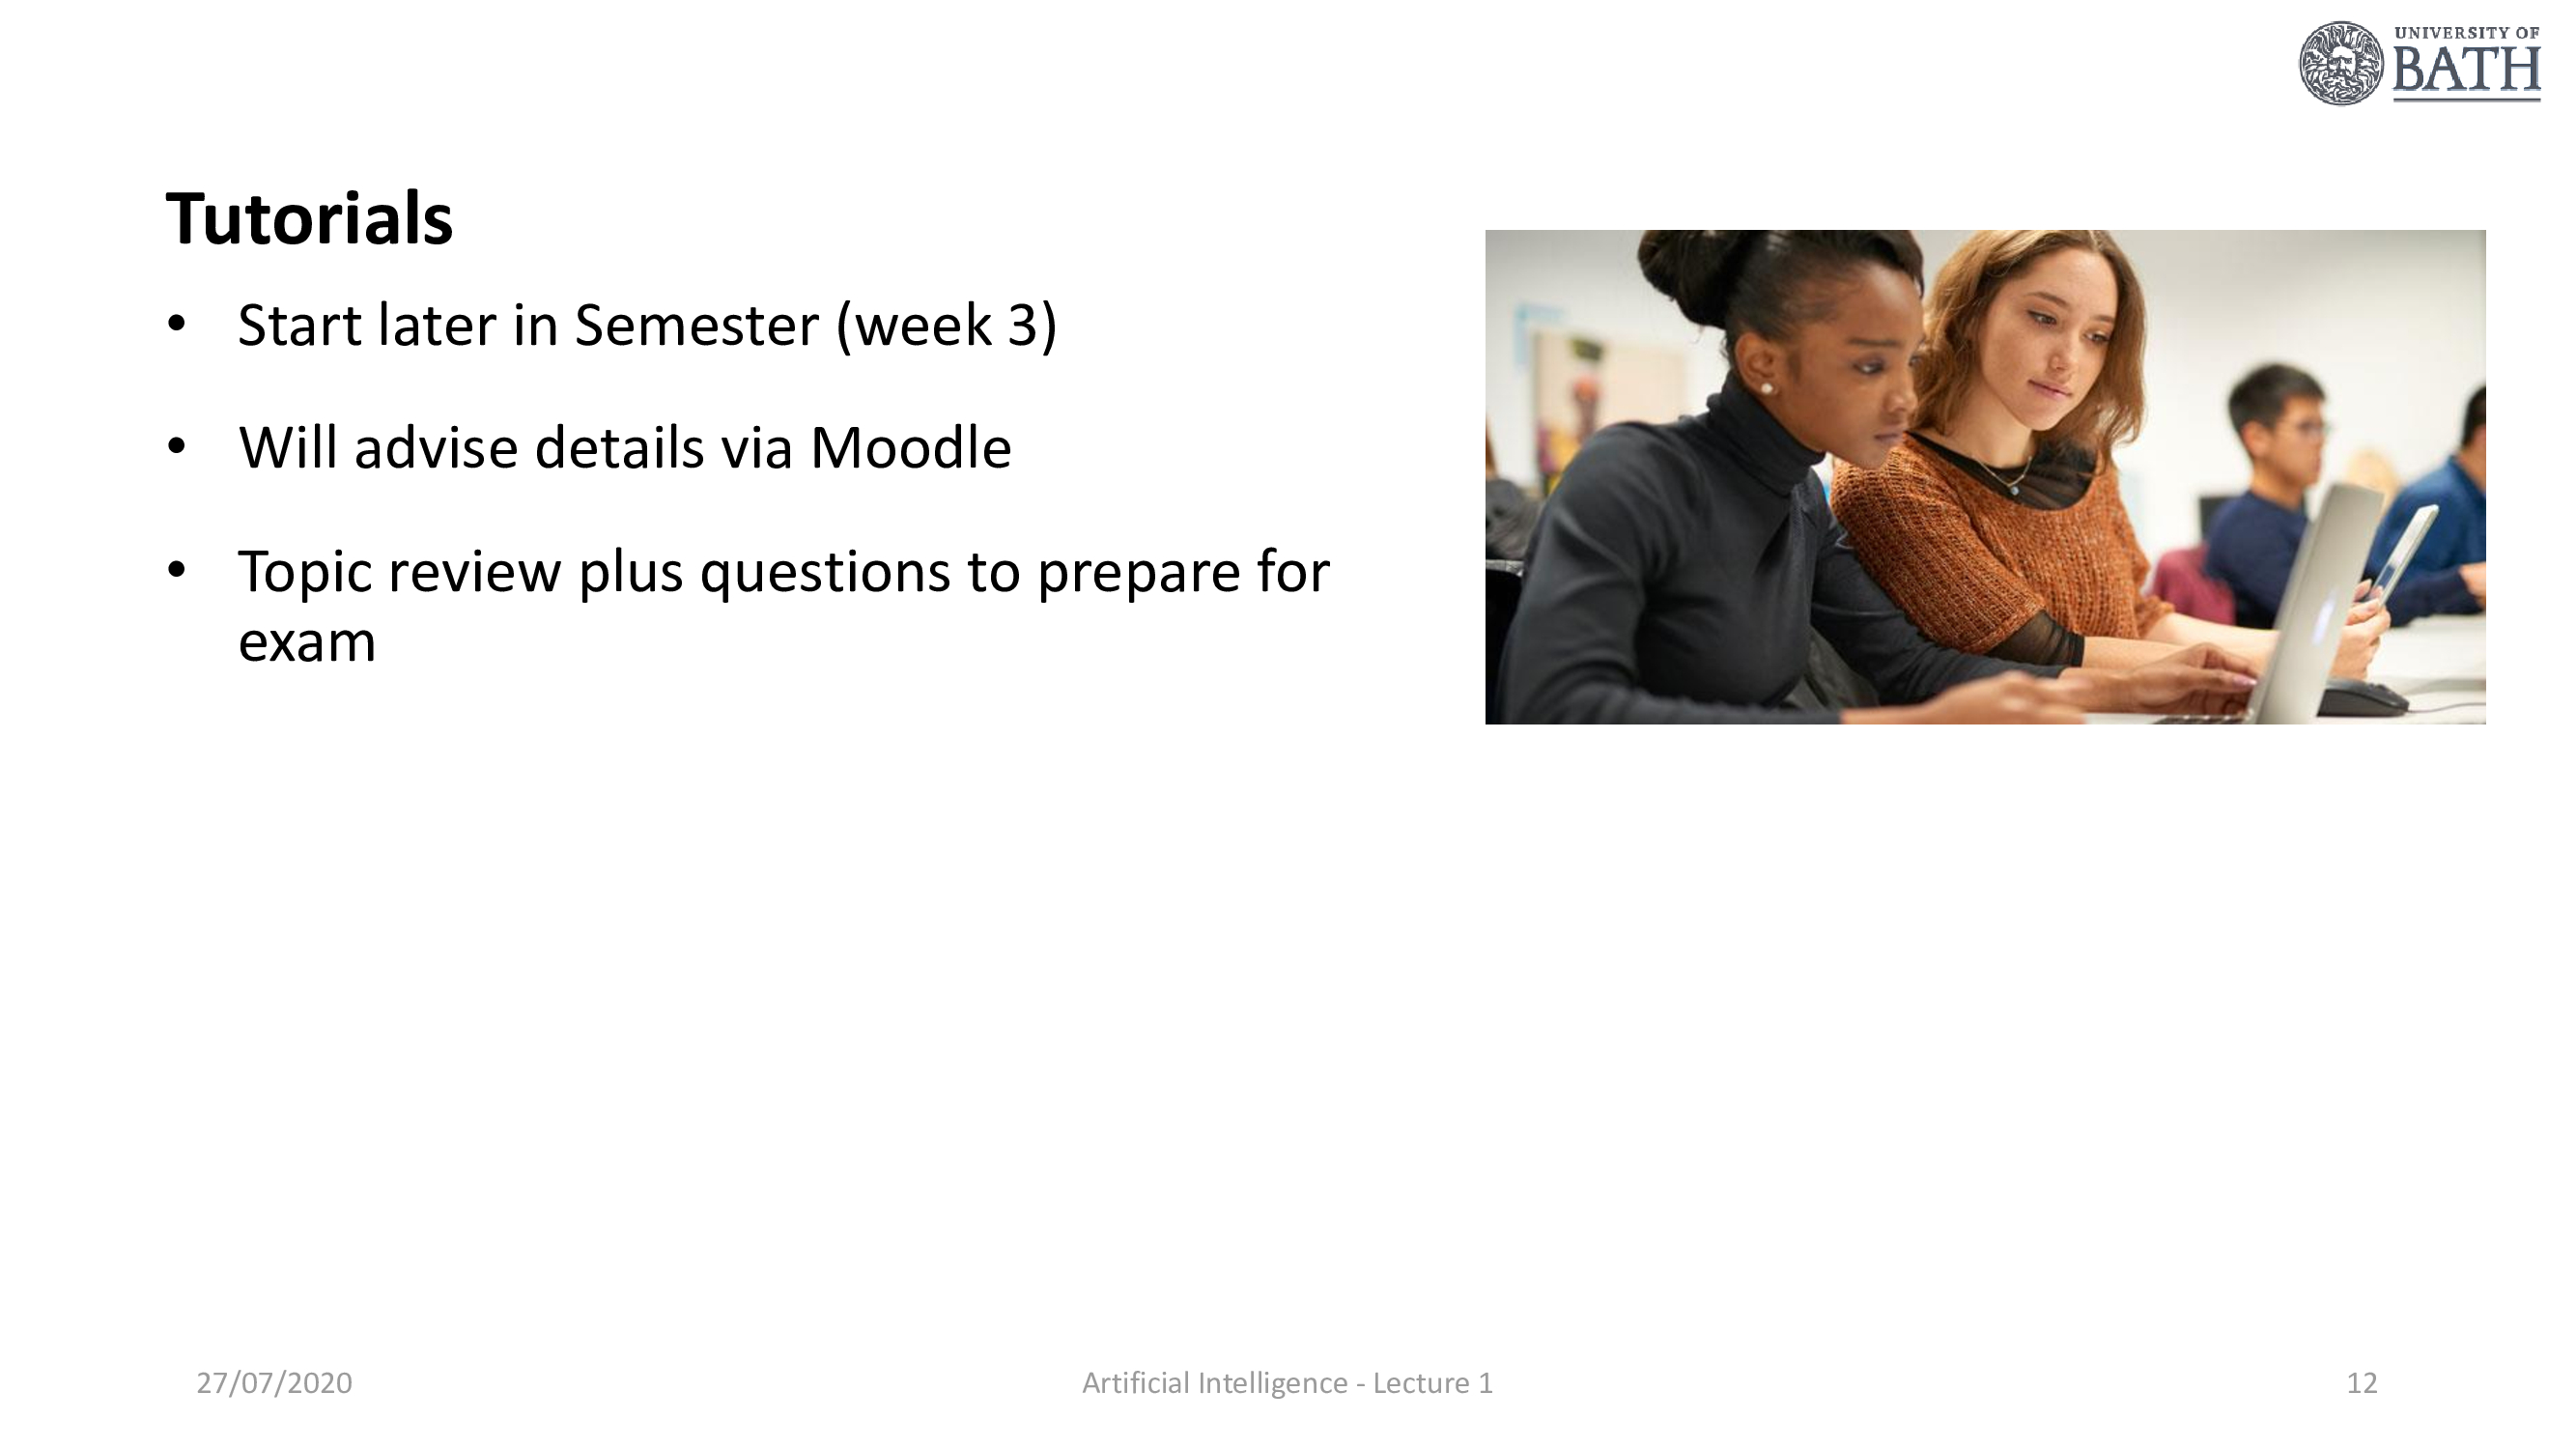 UNIVERSITY OF
BATH
Tutorials
• Start later in Semester (week 3)
• Will advise details via Moodle
• Topic review plus questions to prepare for
exam
27/07/2020
Artificial Intelligence - Lecture 1
12